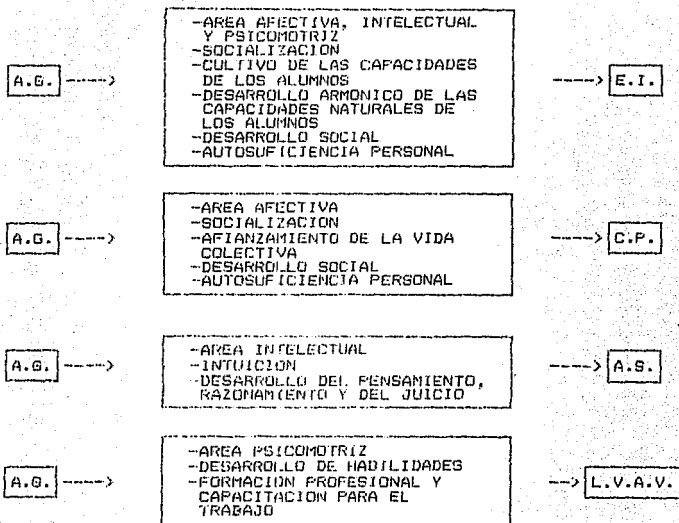 -AREA AFECTIVA, INTELECTUAL
Y PSICOMOTRIZ
-SOCIALIZACION
-CULTIVO DE LAS CAPACIDADES
DE LOS ALUMNOS
A.G. -----> -DESARROLLO ARMONICO DE LAS -----> E.I.
CAPACIDADES NATURALES DE
LOS ALUMNOS
-DESARROLLO SOCIAL
-AUTOSUFICIENCIA PERSONAL
-AREA AFECTIVA
-SOCIALIZACION
A.G. -----> -AFIANZAMIENTO DE LA VIDA -----> C.P.
COLECTIVA
-DESARROLLO SOCIAL
-AUTOSUFICIENCIA PERSONAL
-AREA INTELECTUAL
-INTUICION
A.G. -----> -DESARROLLO DEL PENSAMIENTO, -----> A.S.
RAZONAMIENTO Y DEL JUICIO
-AREA PSICOMOTRIZ
-DESARROLLO DE HABILIDADES
A.G. -----> -FORMACION PROFESIONAL Y --> L.V.A.V.
CAPACITACION PARA EL
TRABAJO